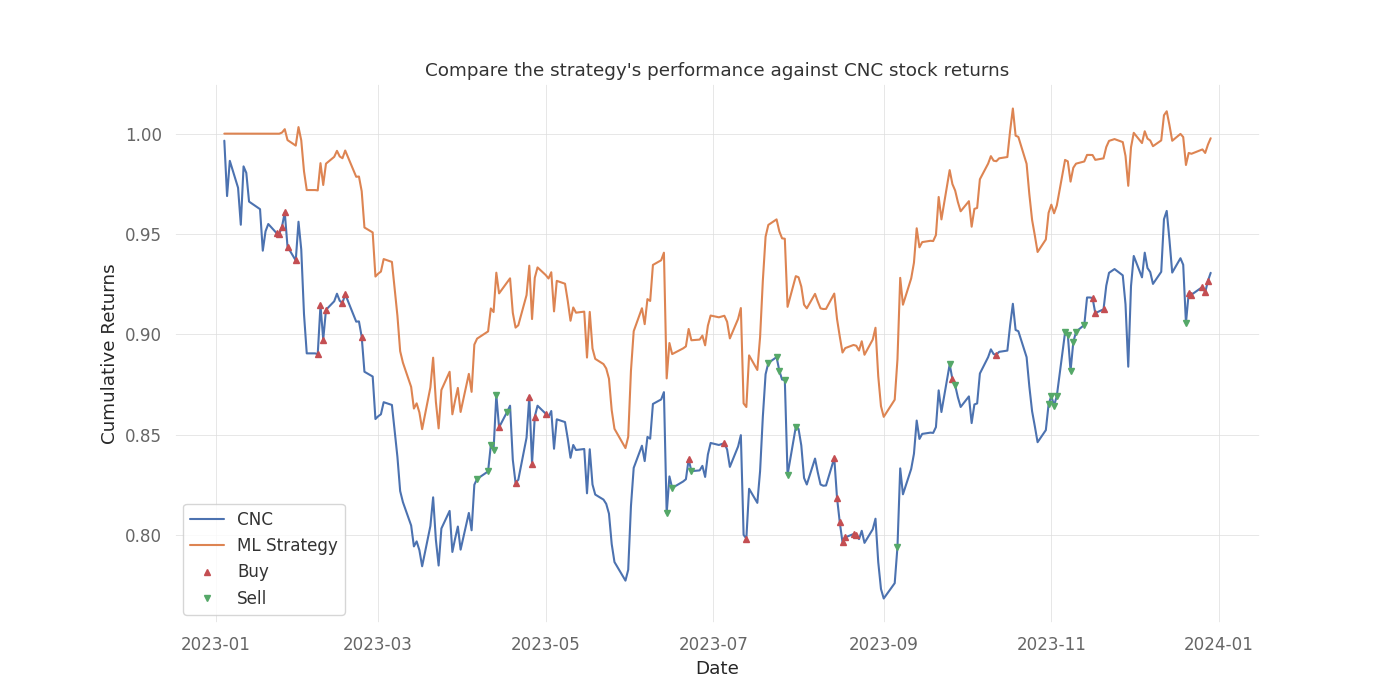 Compare the strategy's performance against CNC stock returns
Cumulative Returns
1.00
0.95
0.90
0.85
0.80
CNC
ML Strategy
Buy
Sell
2023-01 2023-03 2023-05 2023-07 2023-09 2023-11 2024-01
Date